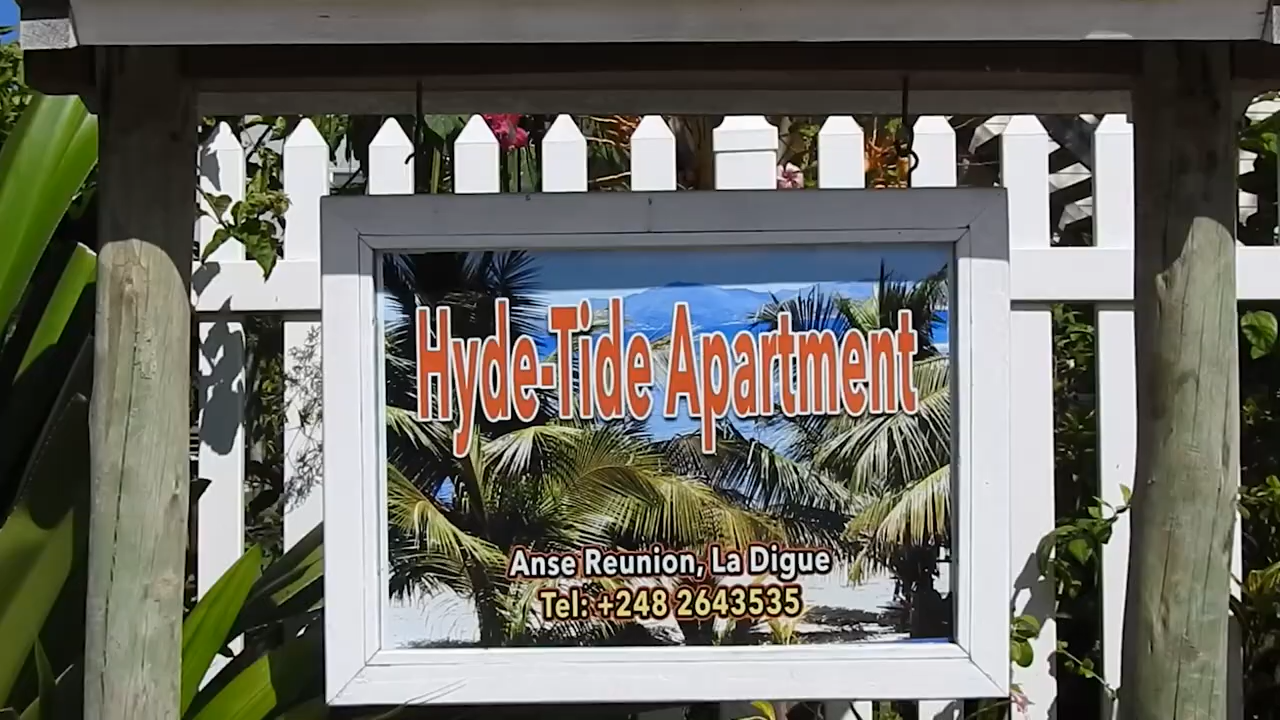 Hyde-Tide Apartment
Anse Reunion, La Digue
Tel: +248 2643535